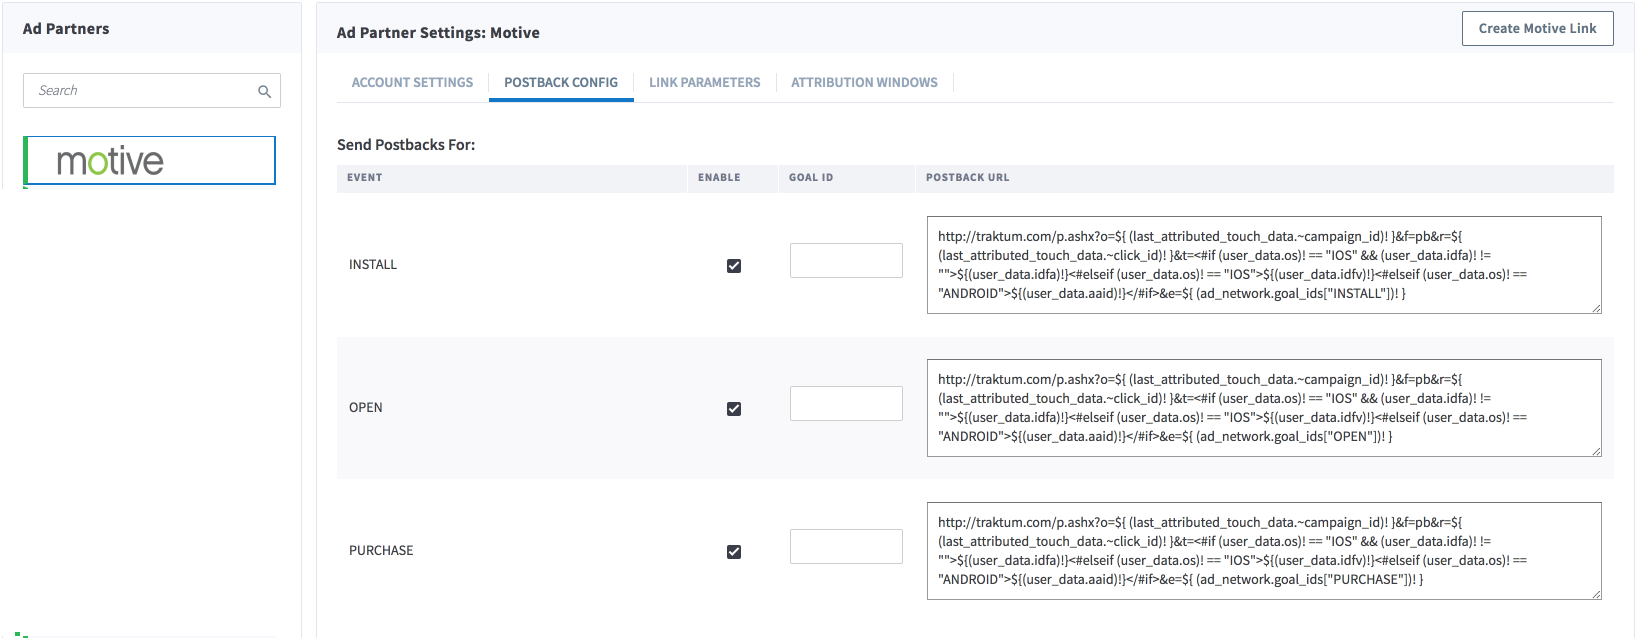 Ad Partners
Search
motive
Ad Partner Settings: Motive
Create Motive Link
ACCOUNT SETTINGS
POSTBACK CONFIG
LINK PARAMETERS
ATTRIBUTION WINDOWS
Send Postbacks For:
EVENT ENABLE GOAL ID POSTBACK URL
INSTALL
http://traktum.com/p.ashx?o=${ (last_attributed_touch_data.~campaign_id)! }&f=pb&r=${
(last_attributed_touch_data.~click_id)! }&t=<#if (user_data.os)! == "IOS" && (user_data.idfa)! !=
"">${(user_data.idfa)!}<#elseif (user_data.os)! == "IOS">${(user_data.idfv)!}<#elseif (user_data.os)! ==
"ANDROID">${(user_data.aaid)!}</#if>&e=${ (ad_network.goal_ids["INSTALL"])! }
OPEN
http://traktum.com/p.ashx?o=${ (last_attributed_touch_data.~campaign_id)! }&f=pb&r=${
(last_attributed_touch_data.~click_id)! }&t=<#if (user_data.os)! == "IOS" && (user_data.idfa)! !=
"">${(user_data.idfa)!}<#elseif (user_data.os)! == "IOS">${(user_data.idfv)!}<#elseif (user_data.os)! ==
"ANDROID">${(user_data.aaid)!}</#if>&e=${ (ad_network.goal_ids["OPEN"])! }
PURCHASE
http://traktum.com/p.ashx?o=${ (last_attributed_touch_data.~campaign_id)! }&f=pb&r=${
(last_attributed_touch_data.~click_id)! }&t=<#if (user_data.os)! == "IOS" && (user_data.idfa)! !=
"">${(user_data.idfa)!}<#elseif (user_data.os)! == "IOS">${(user_data.idfv)!}<#elseif (user_data.os)! ==
"ANDROID">${(user_data.aaid)!}</#if>&e=${ (ad_network.goal_ids["PURCHASE"])! }